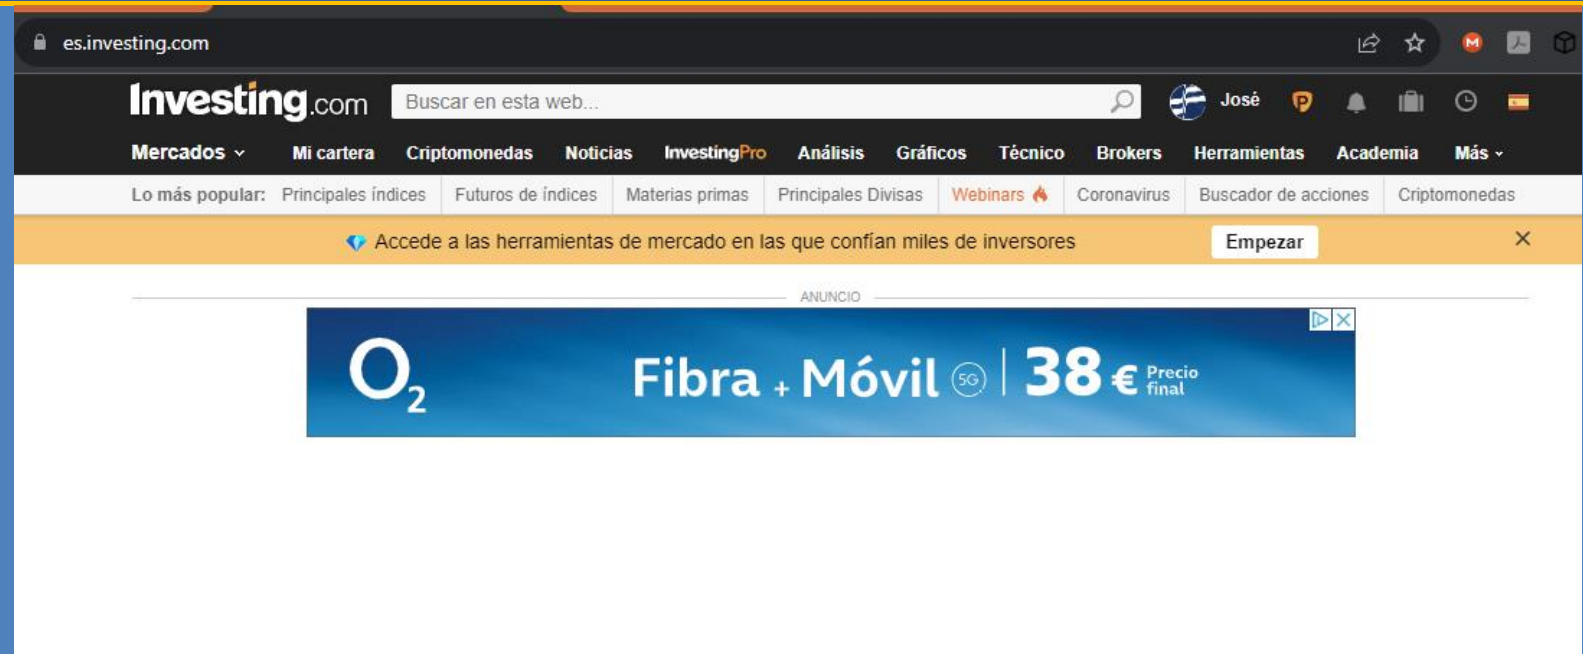 es.investing.com
Investing.com Buscar en esta web... José
Mercados Mi cartera Criptomonedas Noticias InvestingPro Análisis Gráficos Técnico Brokers Herramientas Academia Más
Lo más popular: Principales índices Futuros de índices Materias primas Principales Divisas Webinars Coronavirus Buscador de acciones Criptomonedas
Accede a las herramientas de mercado en las que confían miles de inversores Empezar
ANUNCIO
O2 Fibra + Móvil 5G 38 € Precio final